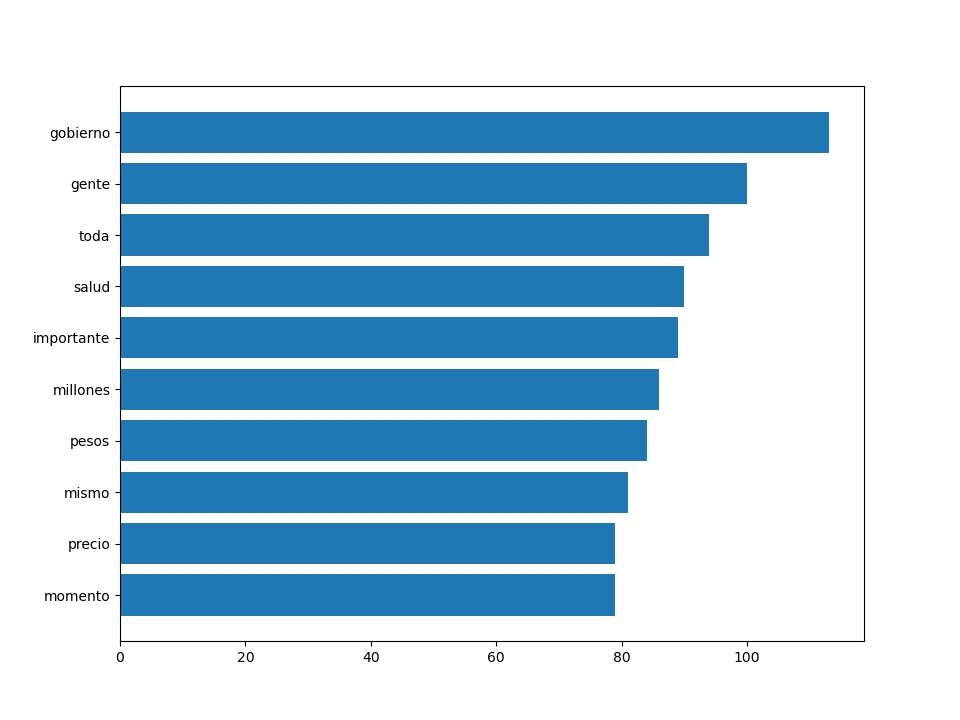 gobierno
gente
toda
salud
importante
millones
pesos
mismo
precio
momento
0 20 40 60 80 100